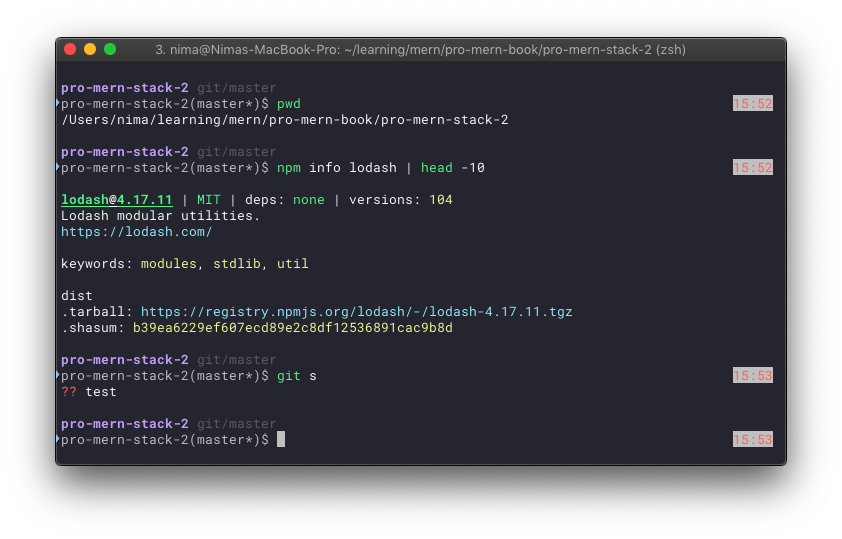 3. nima@Nimas-MacBook-Pro: ~/learning/mern/pro-mern-book/pro-mern-stack-2 (zsh)
pro-mern-stack-2 git/master
pro-mern-stack-2(master*)$ pwd 15:52
/Users/nima/learning/mern/pro-mern-book/pro-mern-stack-2
pro-mern-stack-2 git/master
pro-mern-stack-2(master*)$ npm info lodash | head -10 15:52
lodash@4.17.11 | MIT | deps: none | versions: 104
Lodash modular utilities.
https://lodash.com/
keywords: modules, stdlib, util
dist
.tarball: https://registry.npmjs.org/lodash/-/lodash-4.17.11.tgz
.shasum: b39ea6229ef607ecd89e2c8df12536891cac9b8d
pro-mern-stack-2 git/master
pro-mern-stack-2(master*)$ git s 15:53
?? test
pro-mern-stack-2 git/master
pro-mern-stack-2(master*)$ 15:53